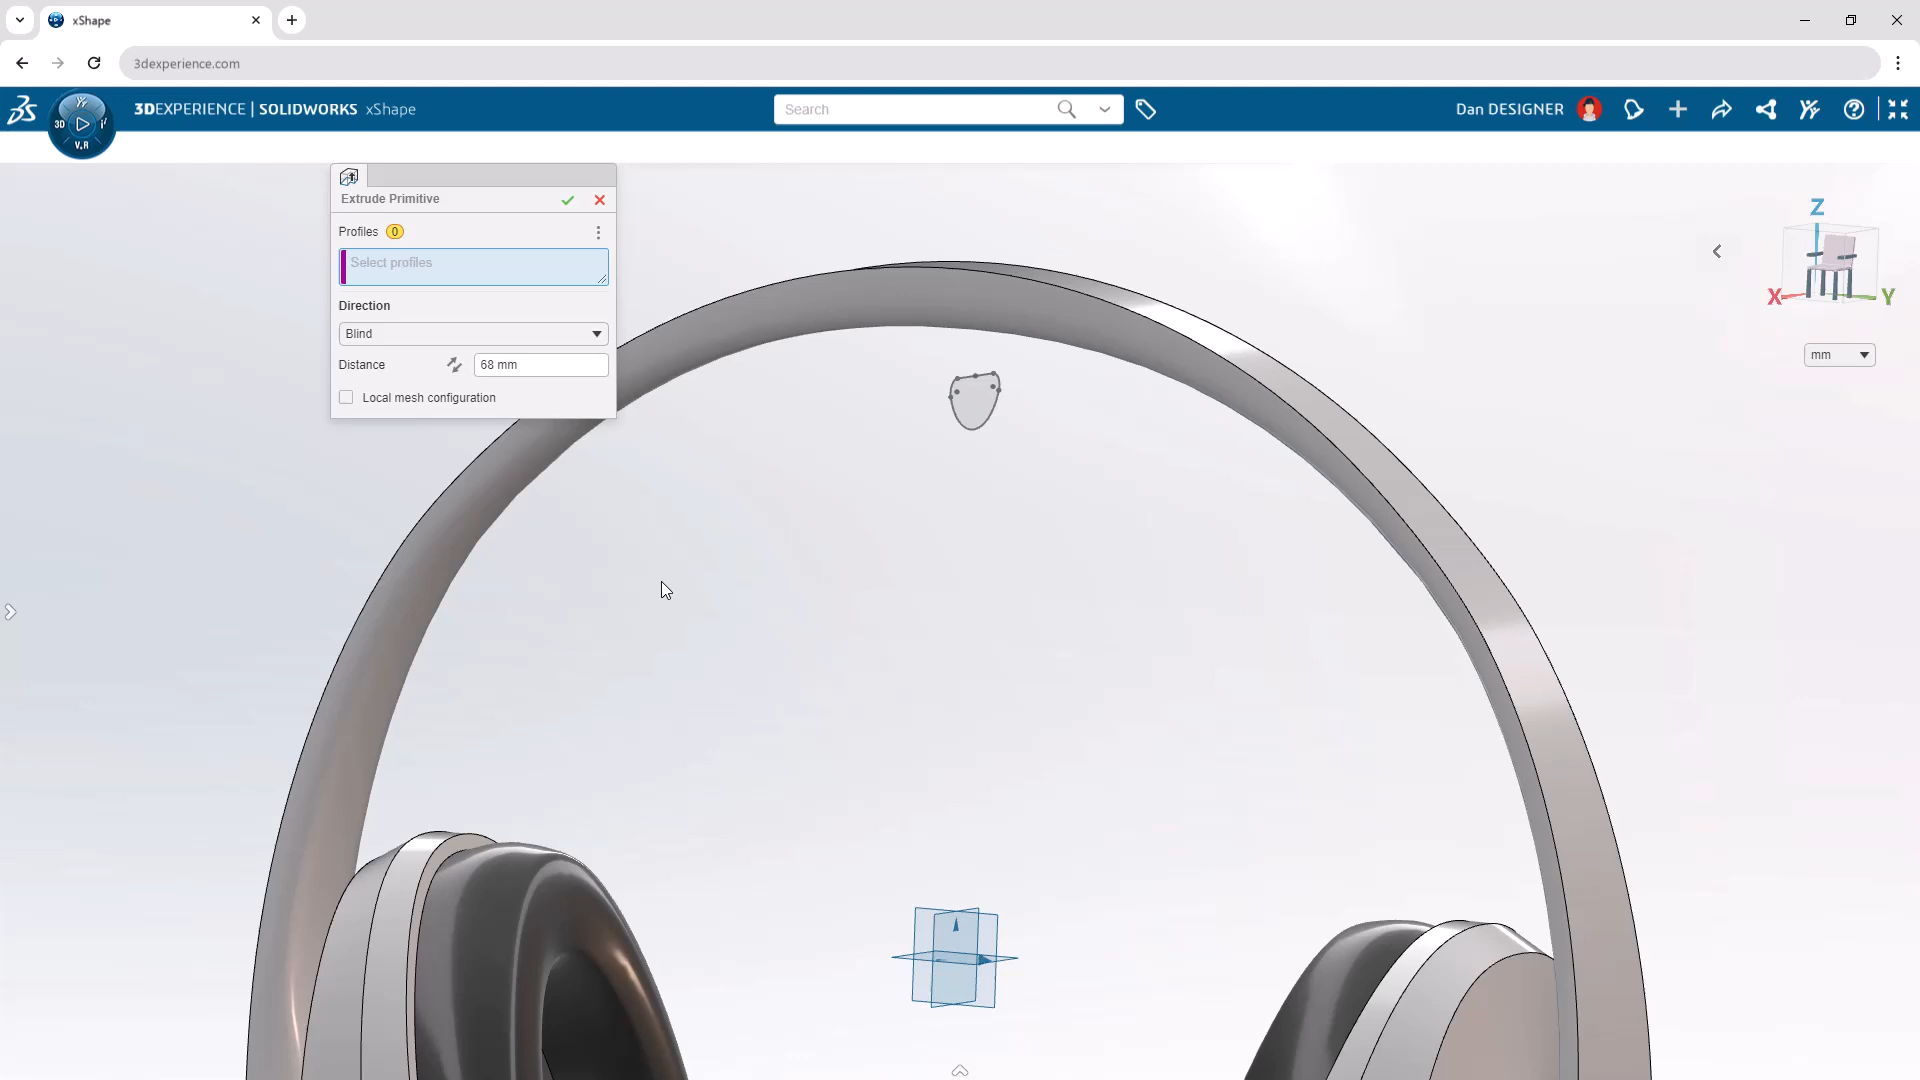 xShape
3dexperience.com
3DEXPERIENCE | SOLIDWORKS xShape
Search
Dan DESIGNER
3D
V.R
Extrude Primitive
Profiles 0
Select profiles
Direction
Blind
Distance
68 mm
Local mesh configuration
Z
X
Y
mm